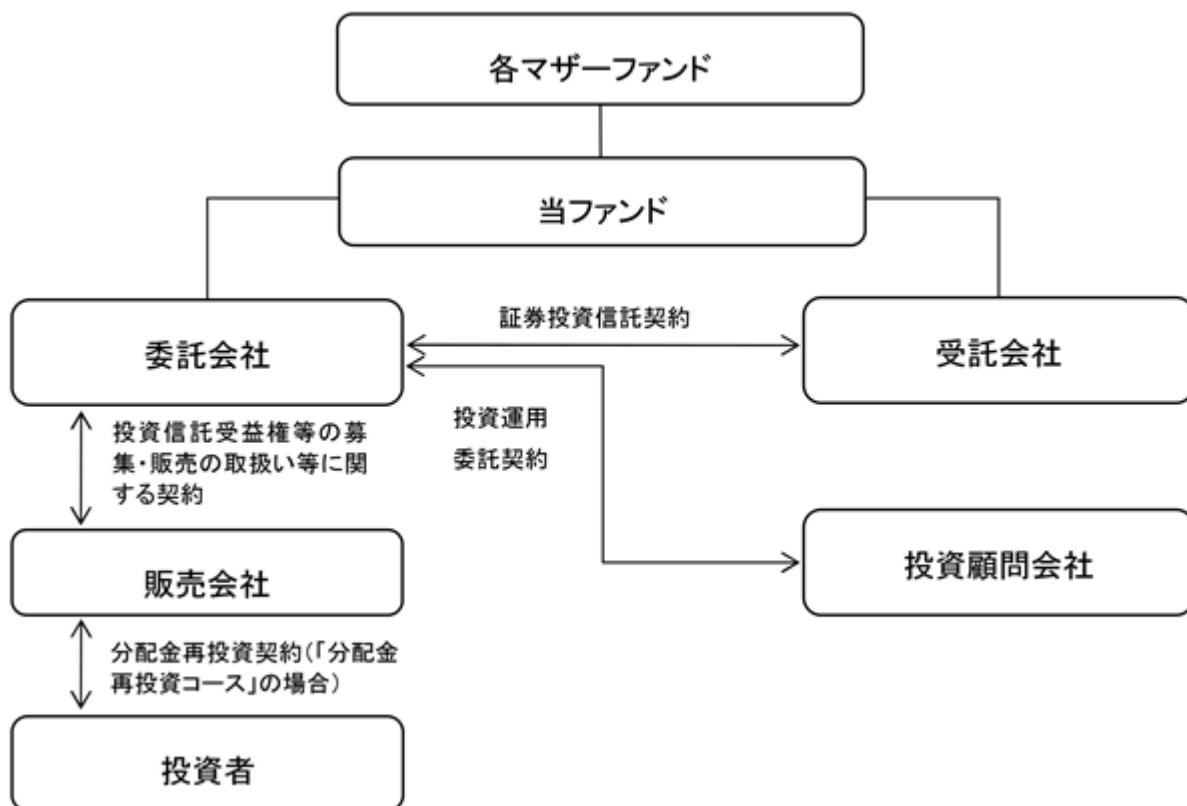 各マザーファンド
当ファンド
証券投資信託契約
委託会社
受託会社
投資信託受益権等の募
集・販売の取扱い等に関
する契約
投資運用
委託契約
販売会社
投資顧問会社
分配金再投資契約(「分配金
再投資コース」の場合)
投資者